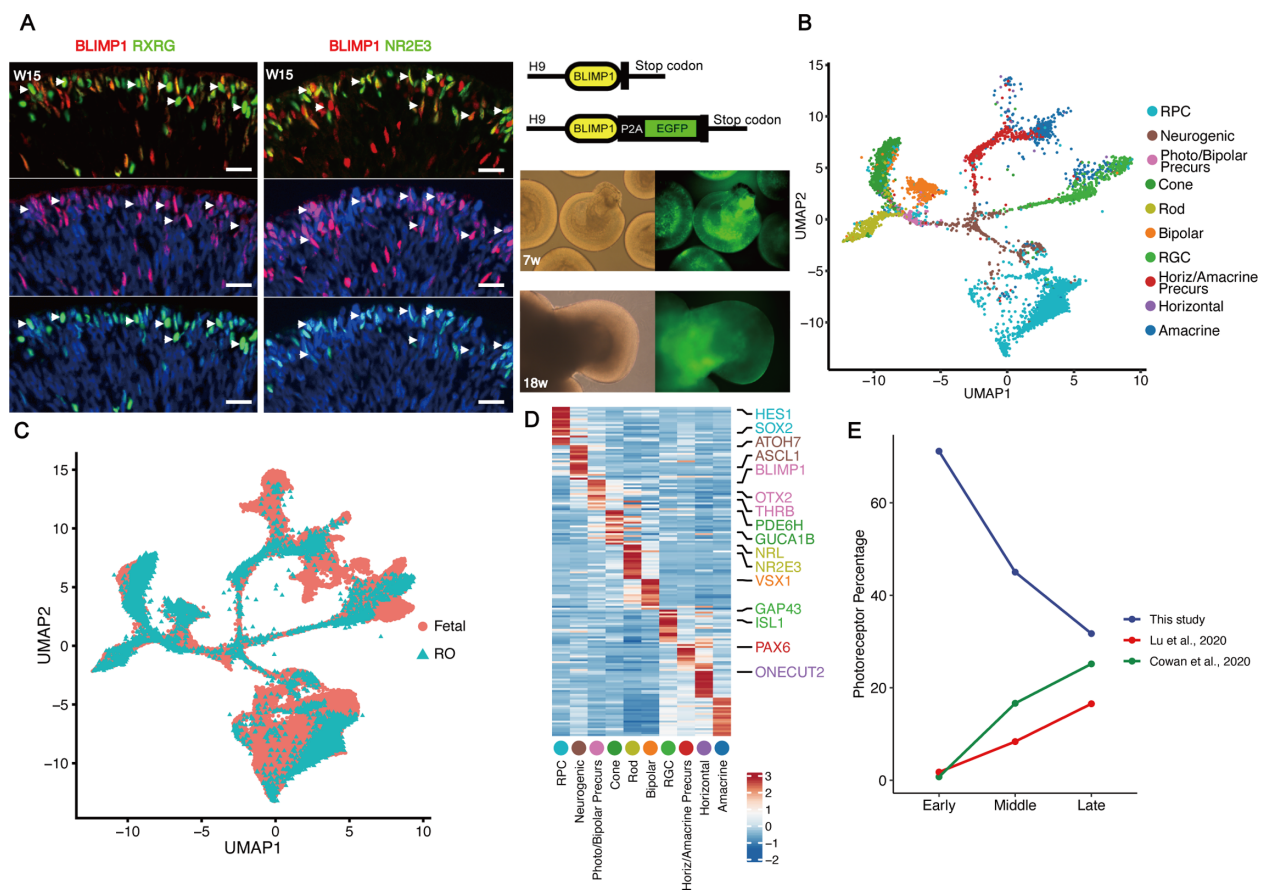 A
BLIMP1 RXRG
BLIMP1 NR2E3
W15
W15
H9
BLIMP1
Stop codon
H9
BLIMP1
P2A
EGFP
Stop codon
7w
18w
B
15
10
5
0
−5
−10
UMAP2
−10
−5
0
5
10
UMAP1
RPC
Neurogenic
Photo/Bipolar
Precurs
Cone
Rod
Bipolar
RGC
Horiz/Amacrine
Precurs
Horizontal
Amacrine
C
15
10
5
0
−5
−10
UMAP2
−10
−5
0
5
10
UMAP1
Fetal
RO
D
HES1
SOX2
ATOH7
ASCL1
BLIMP1
OTX2
THRB
PDE6H
GUCA1B
NRL
NR2E3
VSX1
GAP43
ISL1
PAX6
ONECUT2
RPC
Neurogenic
Photo/Bipolar Precurs
Cone
Rod
Bipolar
RGC
Horiz/Amacrine Precurs
Horizontal
Amacrine
3
2
1
0
−1
−2
E
60
40
20
0
Photoreceptor Percentage
Early
Middle
Late
This study
Lu et al., 2020
Cowan et al., 2020